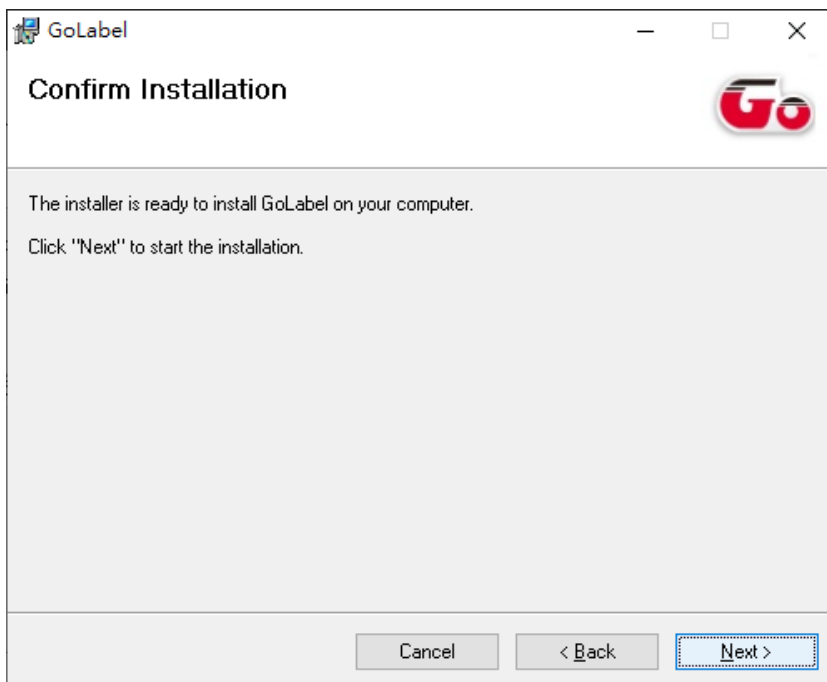 GoLabel
Confirm Installation
Go
The installer is ready to install GoLabel on your computer.
Click "Next" to start the installation.
Cancel
< Back
Next >